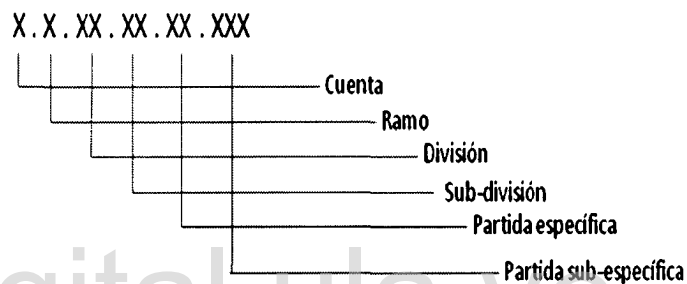 X . X . XX . XX . XX . XXX
Cuenta
Ramo
División
Sub-división
Partida específica
Partida sub-específica